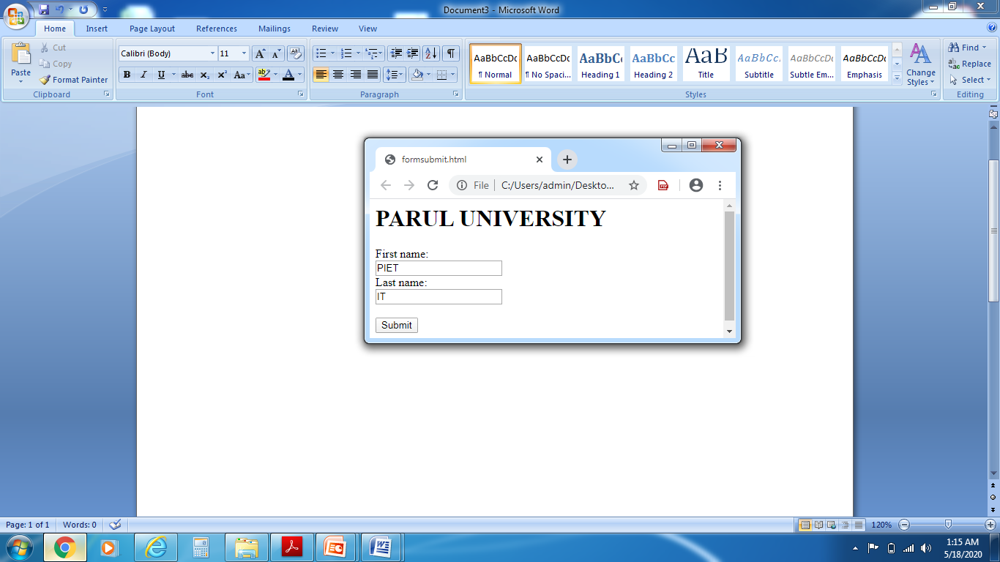 Document3 - Microsoft Word
Home Insert Page Layout References Mailings Review View
Paste
Cut
Copy
Format Painter
Clipboard
Calibri (Body) 11
Font
Paragraph
AaBbCcDc AaBbCcDc AaBbCc AaBbCc AaB AaBbCc. AaBbCcDc AaBbCcDc
¶ Normal ¶ No Spaci... Heading 1 Heading 2 Title Subtitle Subtle Em... Emphasis
Change Styles
Styles
Find
Replace
Select
Editing
formsubmit.html
File C:/Users/admin/Deskto...
PARUL UNIVERSITY
First name:
PIET
Last name:
IT
Submit
Page: 1 of 1 Words: 0
120%
1:15 AM
5/18/2020